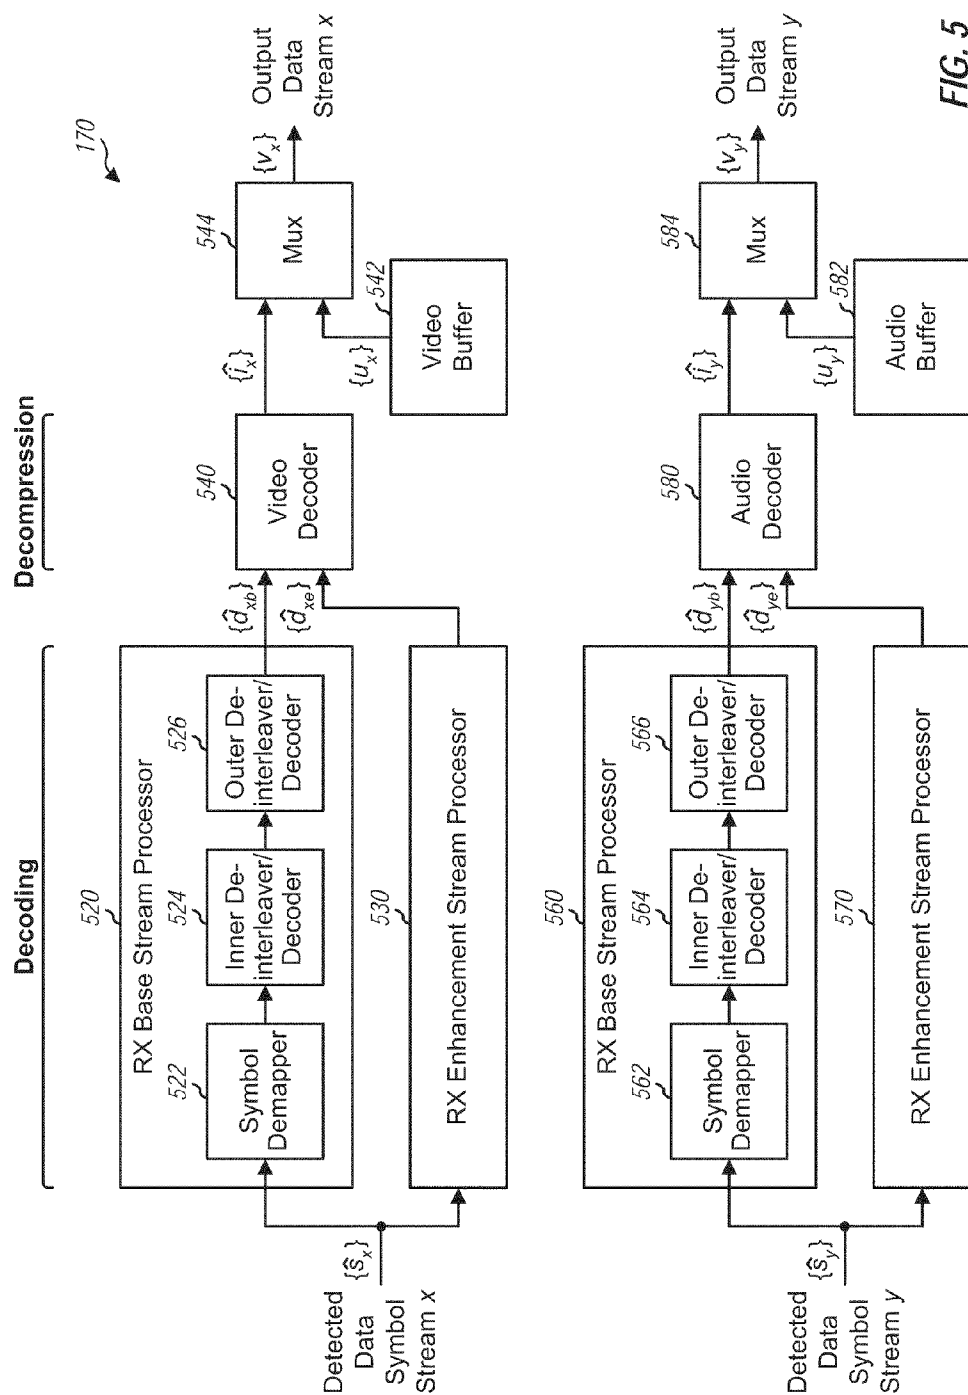 170
Decoding
Decompression
520
RX Base Stream Processor
522
Symbol
Demapper
524
Inner De-
interleaver/
Decoder
526
Outer De-
interleaver/
Decoder
{d̂xb}
{d̂xe}
540
Video
Decoder
{îx}
544
Mux
{vx}
Output
Data
Stream x
542
Video
Buffer
{ux}
530
RX Enhancement Stream Processor
{ŝx}
Detected
Data
Symbol
Stream x
560
RX Base Stream Processor
562
Symbol
Demapper
564
Inner De-
interleaver/
Decoder
566
Outer De-
interleaver/
Decoder
{d̂yb}
{d̂ye}
580
Audio
Decoder
{îy}
584
Mux
{vy}
Output
Data
Stream y
582
Audio
Buffer
{uy}
570
RX Enhancement Stream Processor
{ŝy}
Detected
Data
Symbol
Stream y
FIG. 5